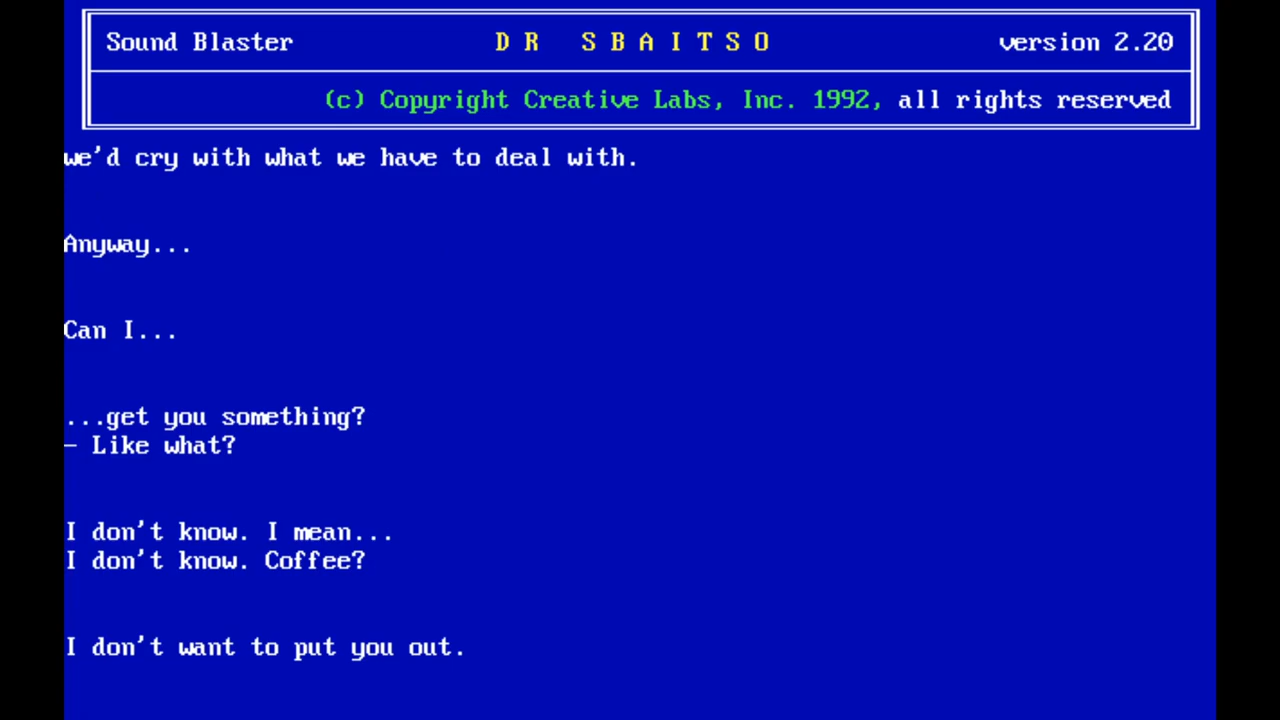 Sound Blaster D R S B A I T S O version 2.20
(c) Copyright Creative Labs, Inc. 1992, all rights reserved
we'd cry with what we have to deal with.
Anyway...
Can I...
...get you something?
– Like what?
I don't know. I mean...
I don't know. Coffee?
I don't want to put you out.